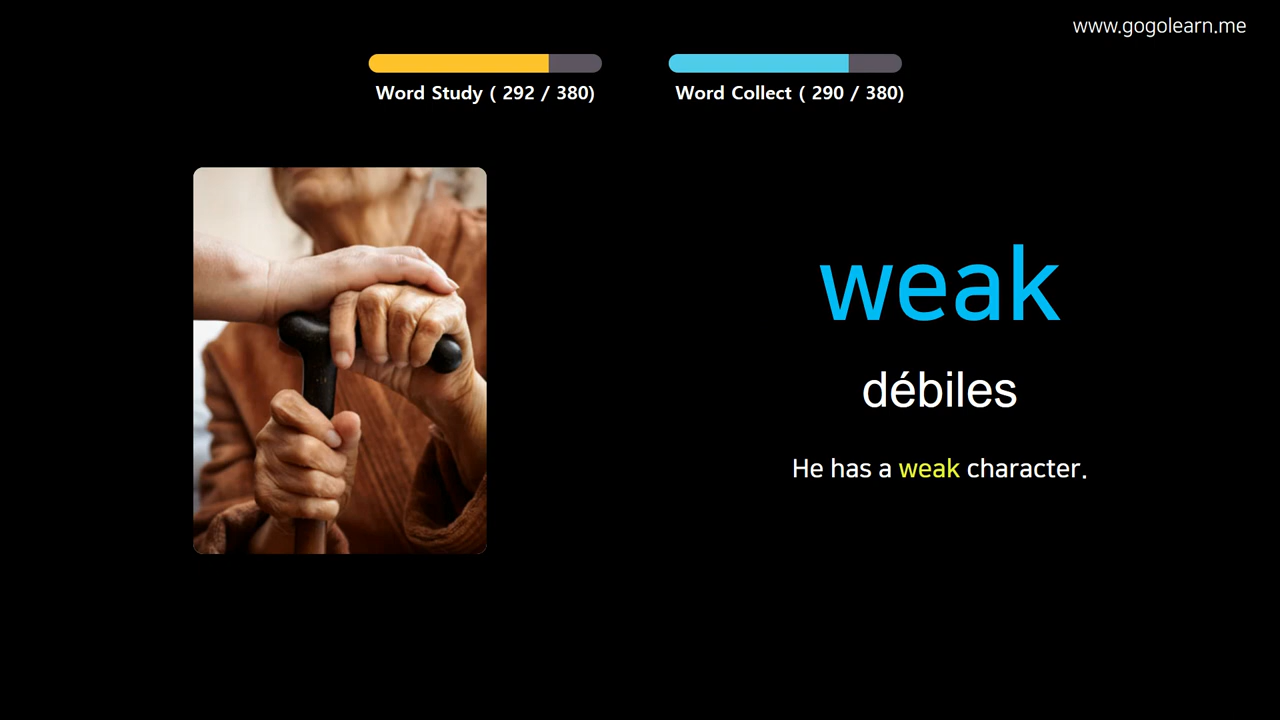 www.gogolearn.me
Word Study ( 292 / 380)
Word Collect ( 290 / 380)
weak
débiles
He has a weak character.